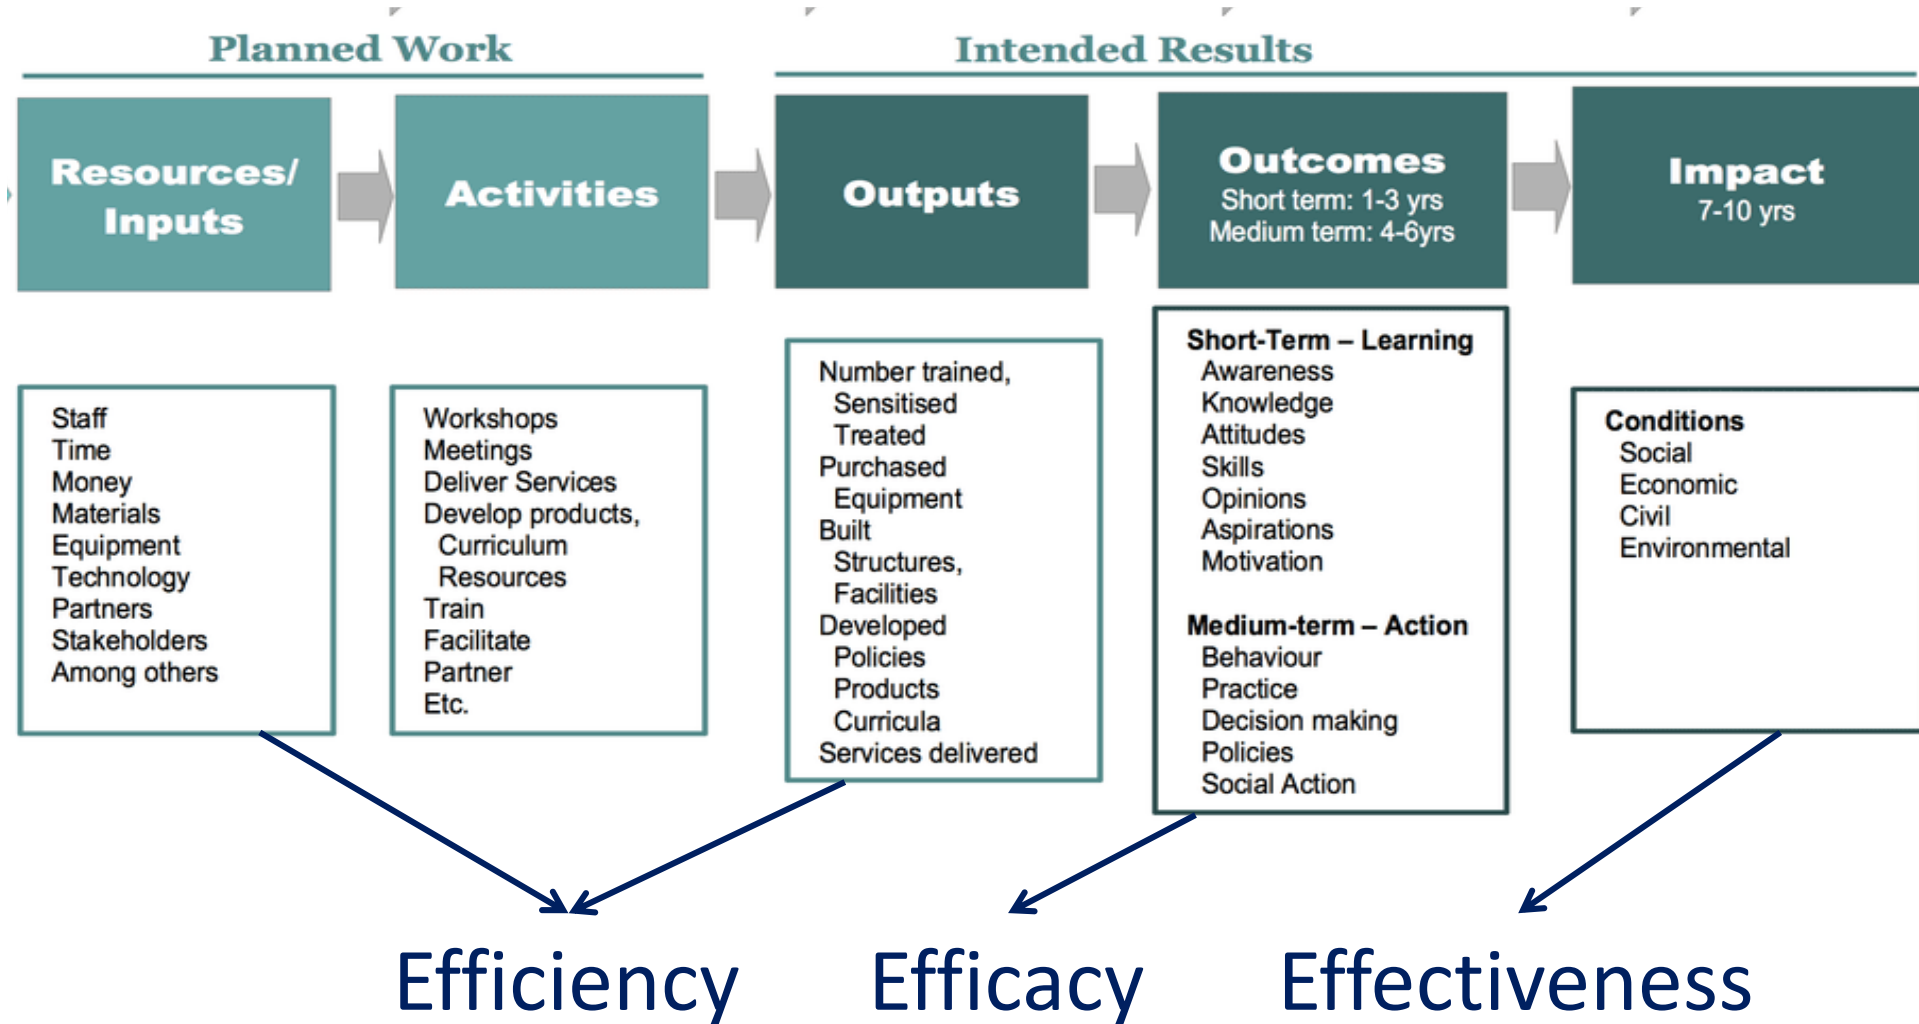 Planned Work
Intended Results
Resources/
Inputs
Activities
Outputs
Outcomes
Short term: 1-3 yrs
Medium term: 4-6yrs
Impact
7-10 yrs
Staff
Time
Money
Materials
Equipment
Technology
Partners
Stakeholders
Among others
Workshops
Meetings
Deliver Services
Develop products,
Curriculum
Resources
Train
Facilitate
Partner
Etc.
Number trained,
Sensitised
Treated
Purchased
Equipment
Built
Structures,
Facilities
Developed
Policies
Products
Curricula
Services delivered
Short-Term – Learning
Awareness
Knowledge
Attitudes
Skills
Opinions
Aspirations
Motivation
Medium-term – Action
Behaviour
Practice
Decision making
Policies
Social Action
Conditions
Social
Economic
Civil
Environmental
Efficiency
Efficacy
Effectiveness